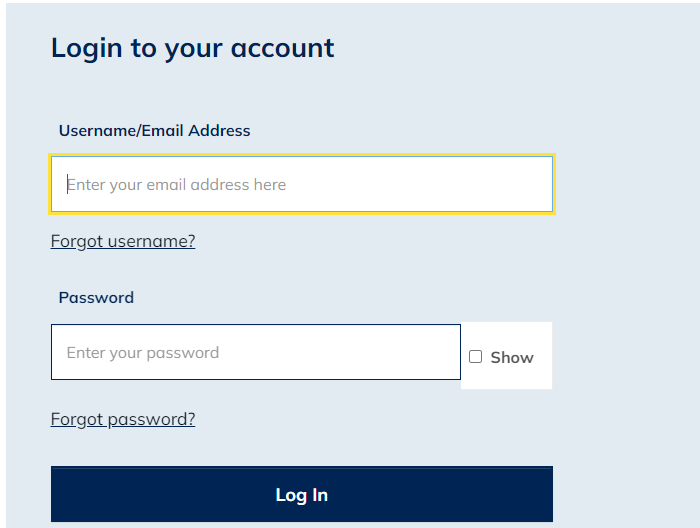 Login to your account
Username/Email Address
Enter your email address here
Forgot username?
Password
Enter your password
Show
Forgot password?
Log In